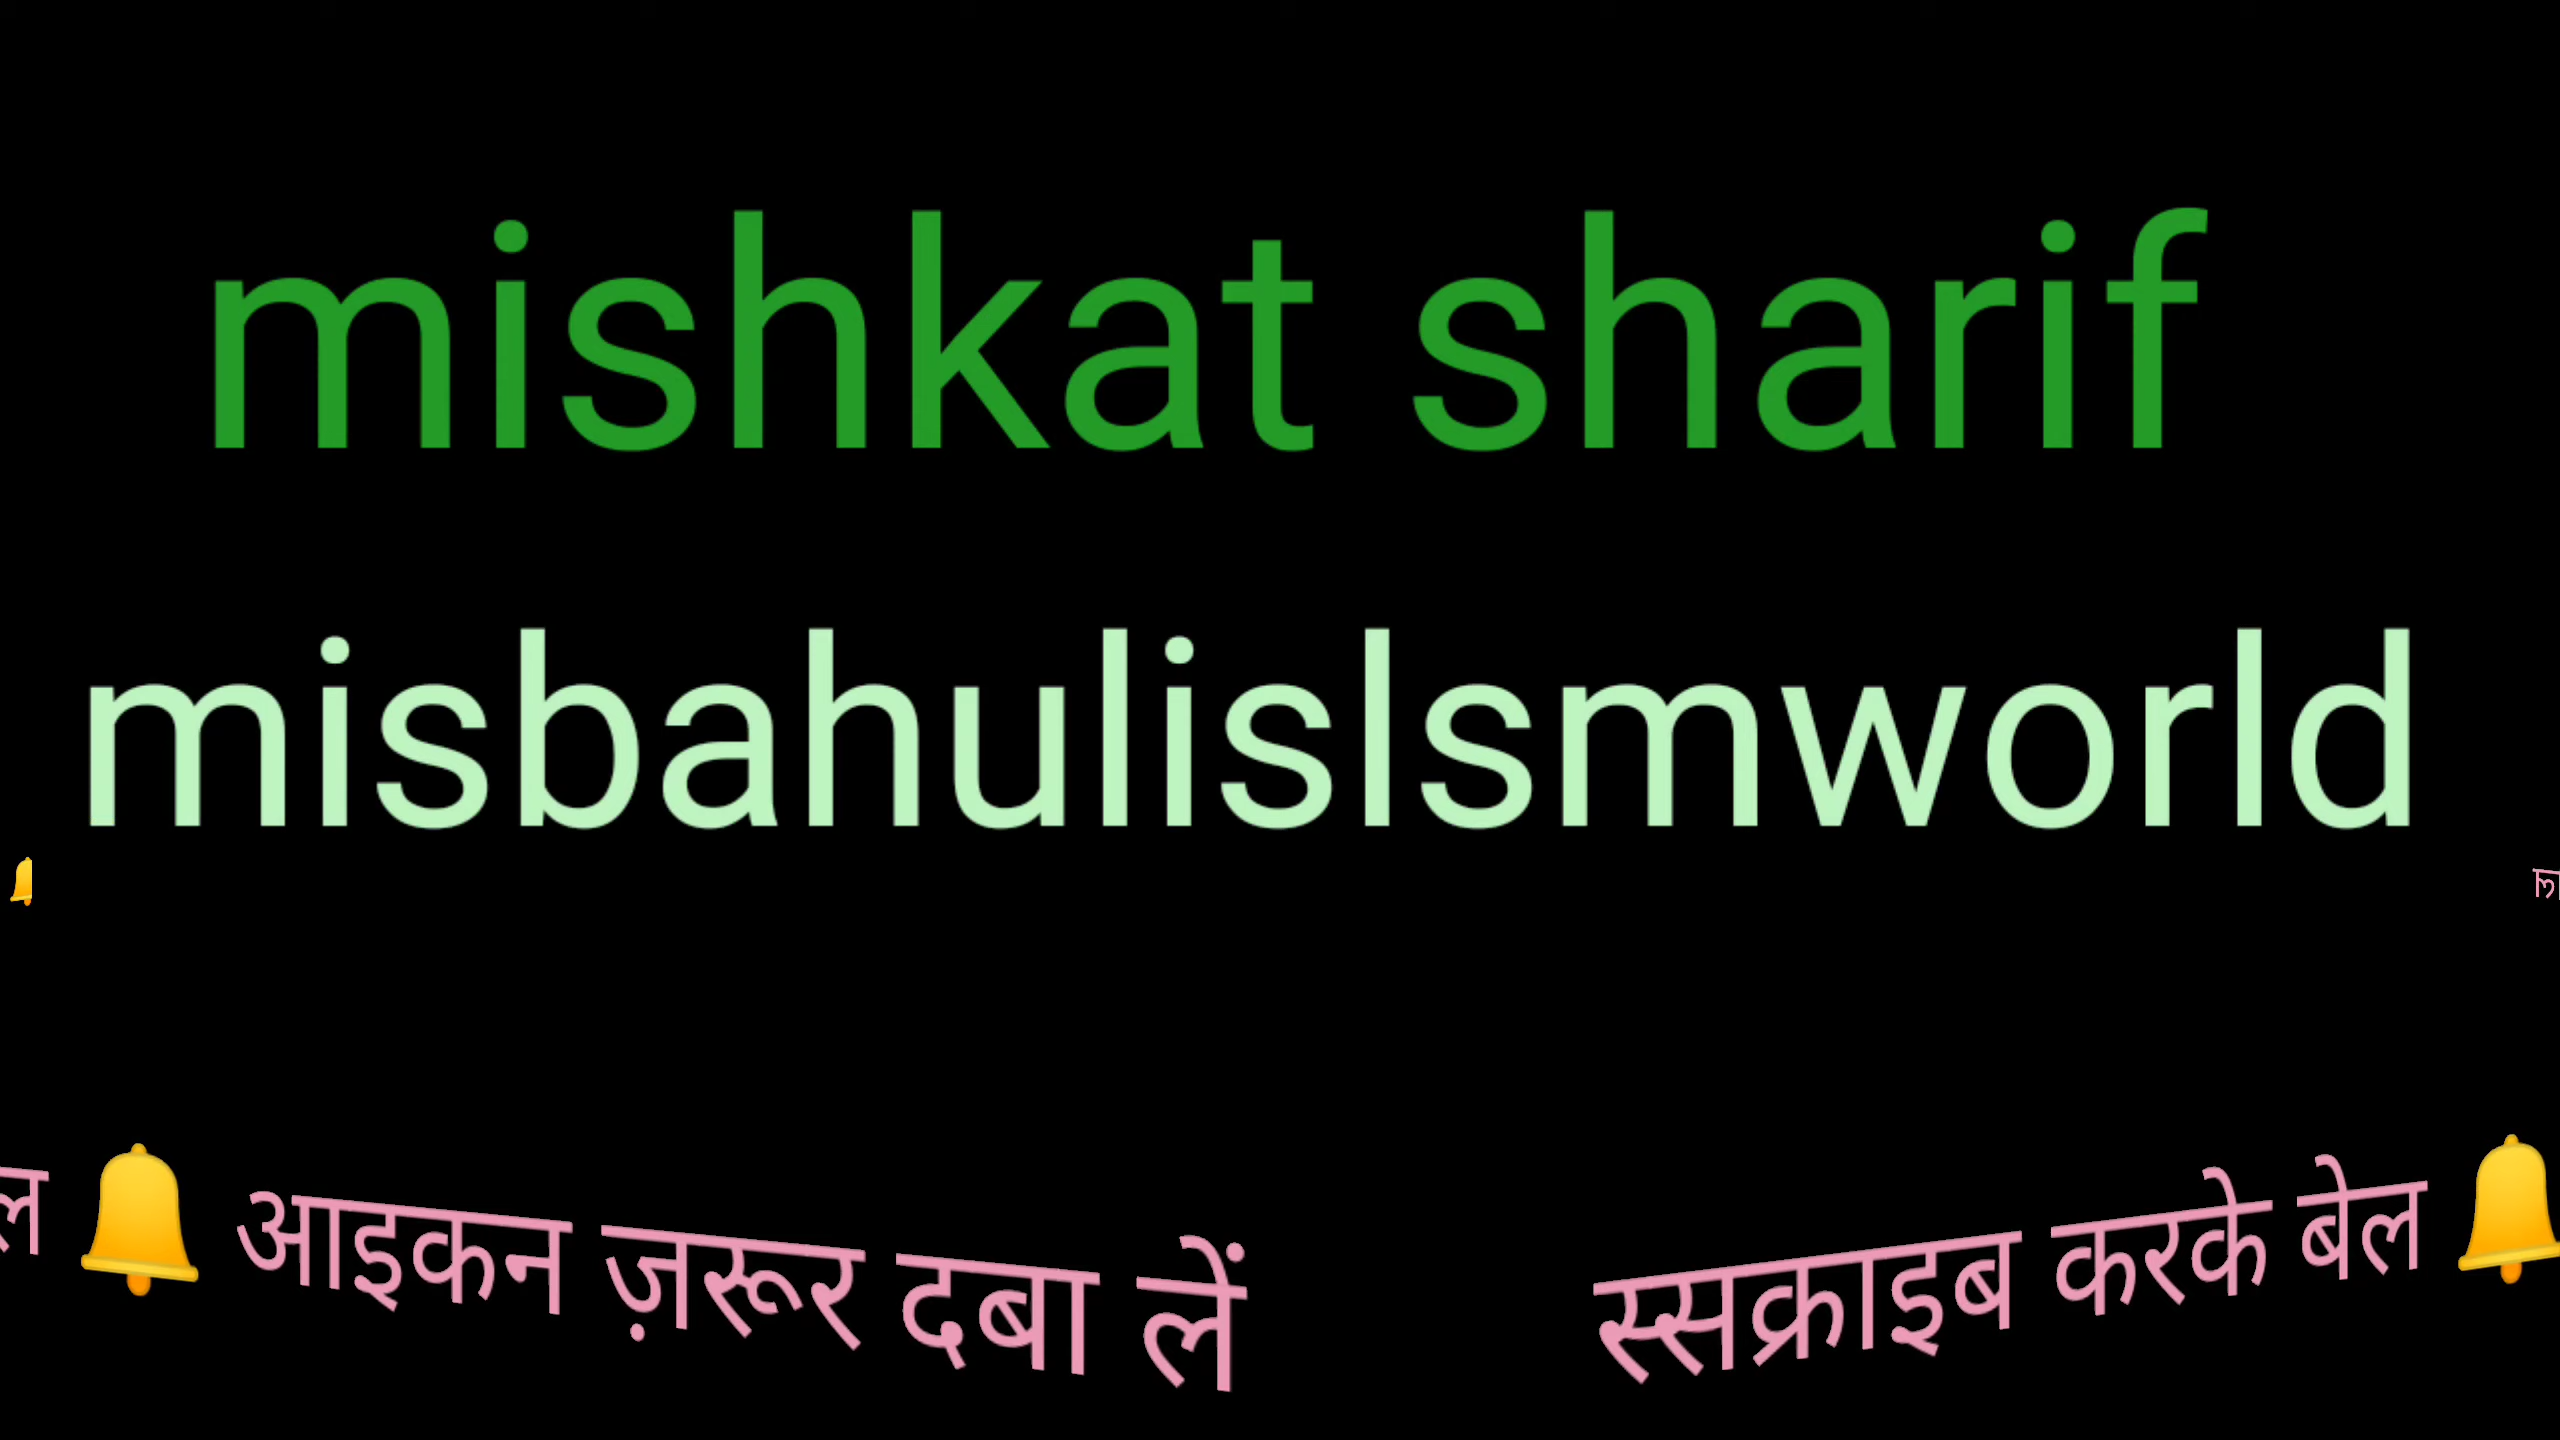 mishkat sharif
misbahulislsmworld
🔔 आइकन ज़रूर दबा लें
स्सक्राइब करके बेल 🔔